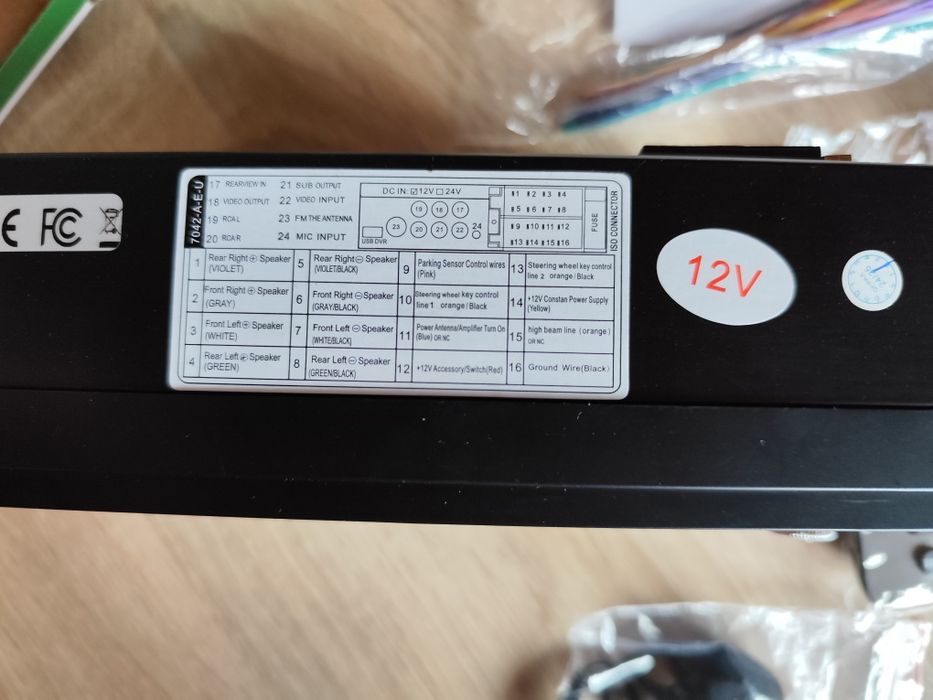 CE FC
7042-A-E-U
17 REARVIEW IN 21 SUB OUTPUT
18 VIDEO OUTPUT 22 VIDEO INPUT
19 RCA L 23 FM THE ANTENNA
20 RCA R 24 MIC INPUT
DC IN: ☑12V □ 24V
19 18 17
23 20 21 22 24
USB DVR
1 2 3 4
5 6 7 8
9 10 11 12
13 14 15 16
FUSE
ISO CONNECTOR
1 Rear Right ⊕ Speaker (VIOLET)
5 Rear Right ⊖ Speaker (VIOLET/BLACK)
9 Parking Sensor Control wires (Pink)
13 Steering wheel key control line 2 orange/Black
2 Front Right ⊕ Speaker (GRAY)
6 Front Right ⊖ Speaker (GRAY/BLACK)
10 Steering wheel key control line 1 orange/Black
14 +12V Constan Power Supply (Yellow)
3 Front Left ⊕ Speaker (WHITE)
7 Front Left ⊖ Speaker (WHITE/BLACK)
11 Power Antenna/Amplifier Turn On (Blue) OR NC
15 high beam line (orange) OR NC
4 Rear Left ⊕ Speaker (GREEN)
8 Rear Left ⊖ Speaker (GREEN/BLACK)
12 +12V Accessory/Switch(Red)
16 Ground Wire(Black)
12V